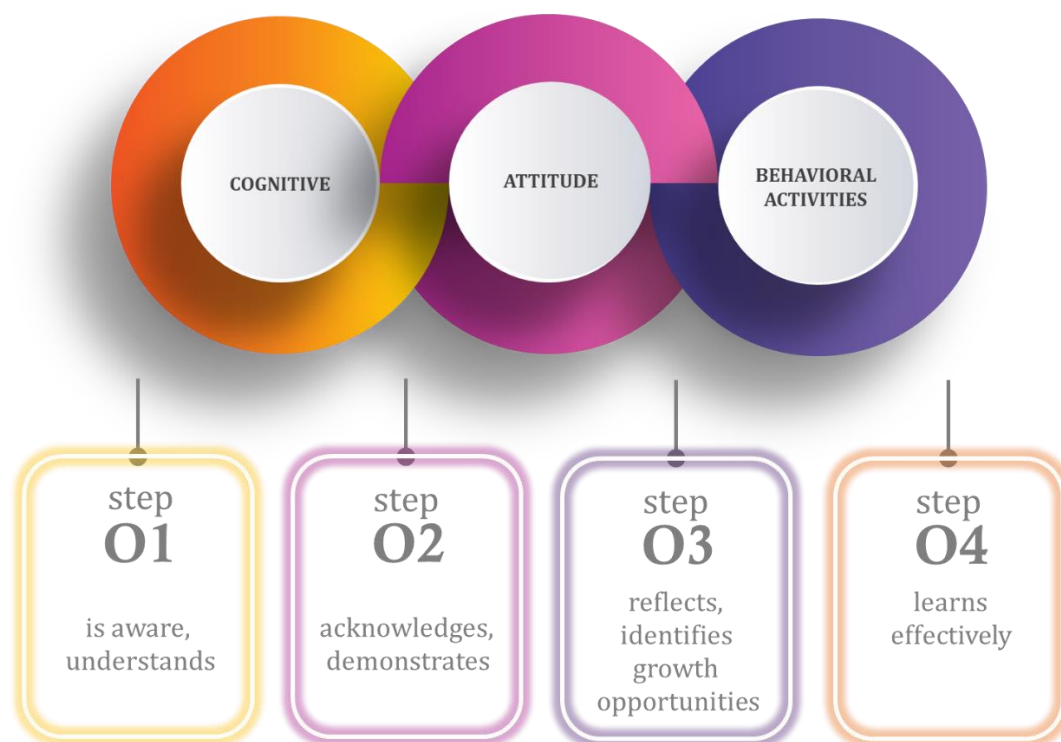 COGNITIVE
ATTITUDE
BEHAVIORAL
ACTIVITIES
step
O1
is aware,
understands
step
O2
acknowledges,
demonstrates
step
O3
reflects,
identifies
growth
opportunities
step
O4
learns
effectively